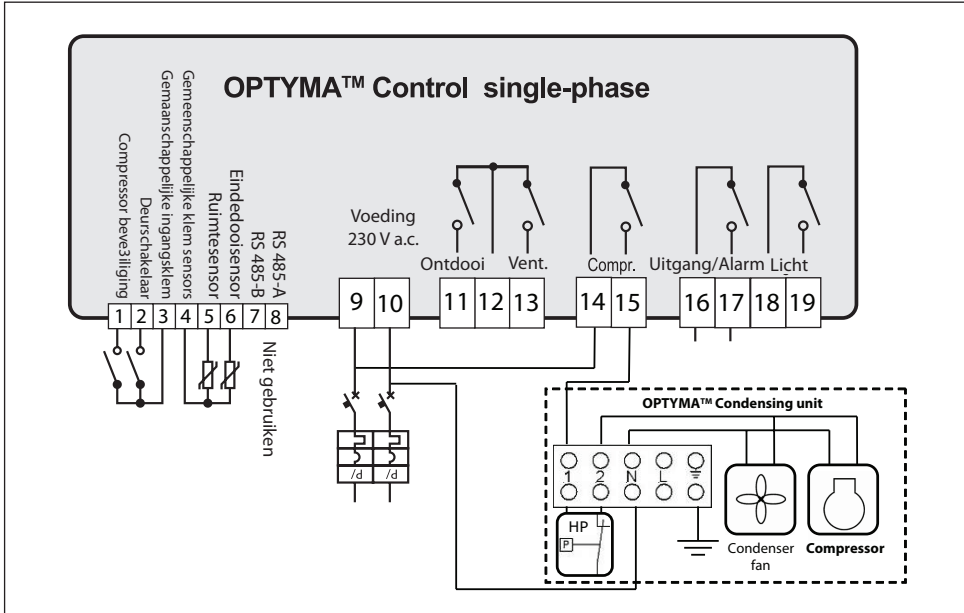 OPTYMA™ Control single-phase
Compressor beve3iliging
Deurschakelaar
Gemaanschappelijke ingangsklem
Gemeenschappelijke klem sensors
Ruimtesensor
Eindedooisensor
RS 485-B
RS 485-A
Voeding
230 V a.c.
Ontdooi
Vent.
Compr.
Uitgang/Alarm
Licht
1 2 3 4 5 6 7 8
9 10
11 12 13
14 15
16 17 18 19
Niet gebruiken
OPTYMA™ Condensing unit
1 2 N L
HP
P
Condenser
fan
Compressor